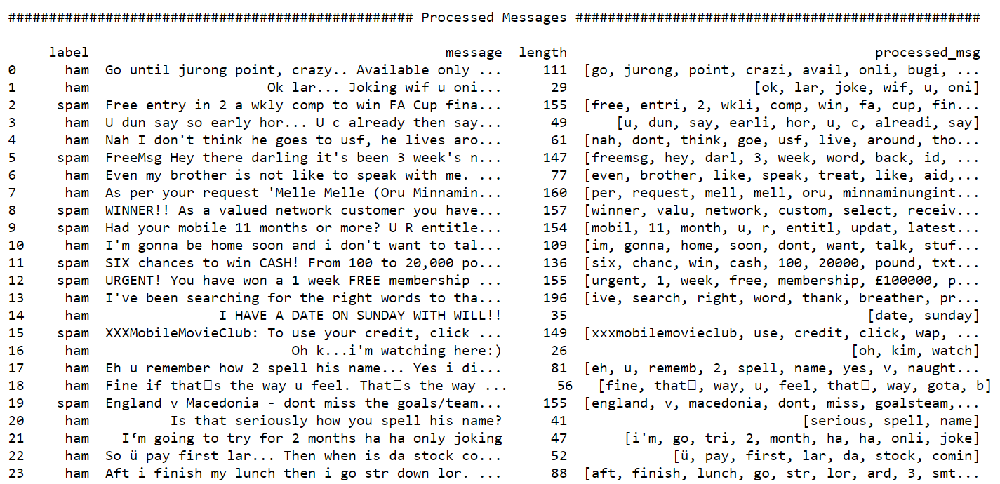 ################################################## Processed Messages ##################################################
label message length processed_msg
0 ham Go until jurong point, crazy.. Available only ... 111 [go, jurong, point, crazi, avail, onli, bugi, ...
1 ham Ok lar... Joking wif u oni... 29 [ok, lar, joke, wif, u, oni]
2 spam Free entry in 2 a wkly comp to win FA Cup fina... 155 [free, entri, 2, wkli, comp, win, fa, cup, fin...
3 ham U dun say so early hor... U c already then say... 49 [u, dun, say, earli, hor, u, c, alreadi, say]
4 ham Nah I don't think he goes to usf, he lives aro... 61 [nah, dont, think, goe, usf, live, around, tho...
5 spam FreeMsg Hey there darling it's been 3 week's n... 147 [freemsg, hey, darl, 3, week, word, back, id, ...
6 ham Even my brother is not like to speak with me. ... 77 [even, brother, like, speak, treat, like, aid,...
7 ham As per your request 'Melle Melle (Oru Minnamin... 160 [per, request, mell, mell, oru, minnaminungint...
8 spam WINNER!! As a valued network customer you have... 157 [winner, valu, network, custom, select, receiv...
9 spam Had your mobile 11 months or more? U R entitle... 154 [mobil, 11, month, u, r, entitl, updat, latest...
10 ham I'm gonna be home soon and i don't want to tal... 109 [im, gonna, home, soon, dont, want, talk, stuf...
11 spam SIX chances to win CASH! From 100 to 20,000 po... 136 [six, chanc, win, cash, 100, 20000, pound, txt...
12 spam URGENT! You have won a 1 week FREE membership ... 155 [urgent, 1, week, free, membership, £100000, p...
13 ham I've been searching for the right words to tha... 196 [ive, search, right, word, thank, breather, pr...
14 ham I HAVE A DATE ON SUNDAY WITH WILL!! 35 [date, sunday]
15 spam XXXMobileMovieClub: To use your credit, click ... 149 [xxxmobilemovieclub, use, credit, click, wap, ...
16 ham Oh k...i'm watching here:) 26 [oh, kim, watch]
17 ham Eh u remember how 2 spell his name... Yes i di... 81 [eh, u, rememb, 2, spell, name, yes, v, naught...
18 ham Fine if that□s the way u feel. That□s the way ... 56 [fine, that□, way, u, feel, that□, way, gota, b]
19 spam England v Macedonia - dont miss the goals/team... 155 [england, v, macedonia, dont, miss, goalsteam,...
20 ham Is that seriously how you spell his name? 41 [serious, spell, name]
21 ham I‘m going to try for 2 months ha ha only joking 47 [i'm, go, tri, 2, month, ha, ha, onli, joke]
22 ham So ü pay first lar... Then when is da stock co... 52 [ü, pay, first, lar, da, stock, comin]
23 ham Aft i finish my lunch then i go str down lor. ... 88 [aft, finish, lunch, go, str, lor, ard, 3, smt...